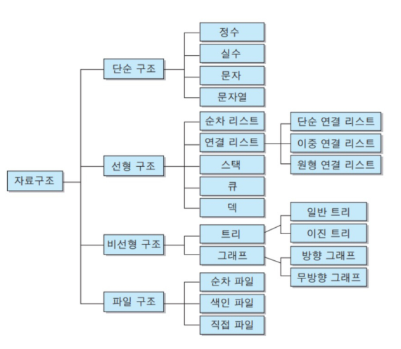 자료구조
단순 구조
정수
실수
문자
문자열
선형 구조
순차 리스트
연결 리스트
단순 연결 리스트
이중 연결 리스트
원형 연결 리스트
스택
큐
덱
비선형 구조
트리
일반 트리
이진 트리
그래프
방향 그래프
무방향 그래프
파일 구조
순차 파일
색인 파일
직접 파일